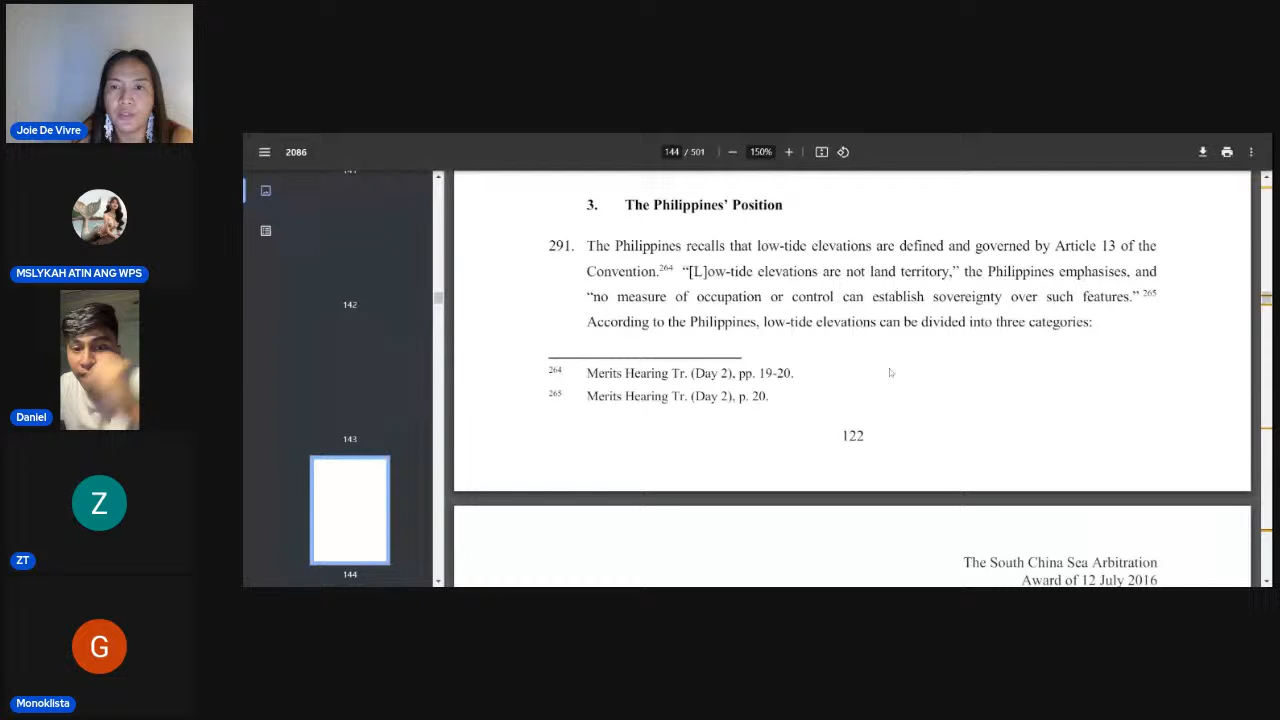 Joie De Vivre
MSLYKAH ATIN ANG WPS
Daniel
Z
ZT
G
Monoklista
2086
144 / 501
150%
142
143
144
3. The Philippines' Position
291. The Philippines recalls that low-tide elevations are defined and governed by Article 13 of the
Convention.264 “[L]ow-tide elevations are not land territory,” the Philippines emphasises, and
“no measure of occupation or control can establish sovereignty over such features.” 265
According to the Philippines, low-tide elevations can be divided into three categories:
264 Merits Hearing Tr. (Day 2), pp. 19-20.
265 Merits Hearing Tr. (Day 2), p. 20.
122
The South China Sea Arbitration
Award of 12 July 2016